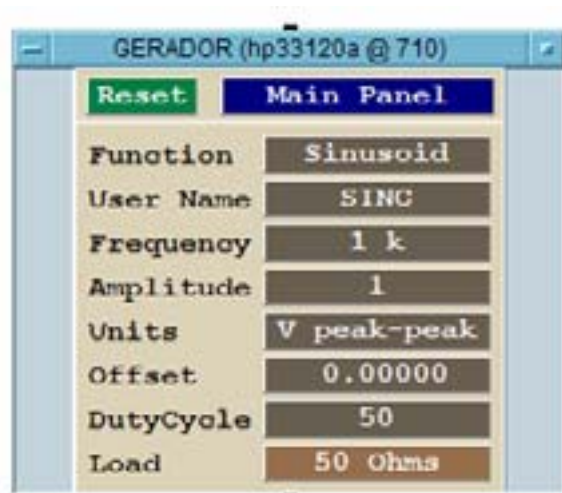 GERADOR (hp33120a @ 710)
Reset Main Panel
Function Sinusoid
User Name SINC
Frequency 1 k
Amplitude 1
Units V peak-peak
Offset 0.00000
DutyCycle 50
Load 50 Ohms